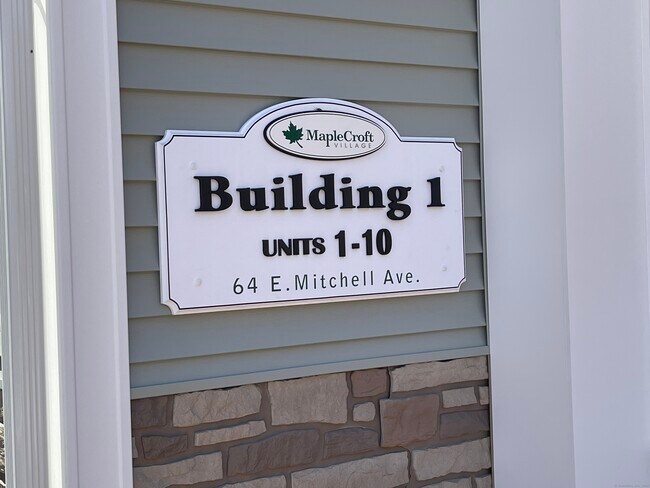 MapleCroft
VILLAGE
Building 1
UNITS 1-10
64 E.Mitchell Ave.